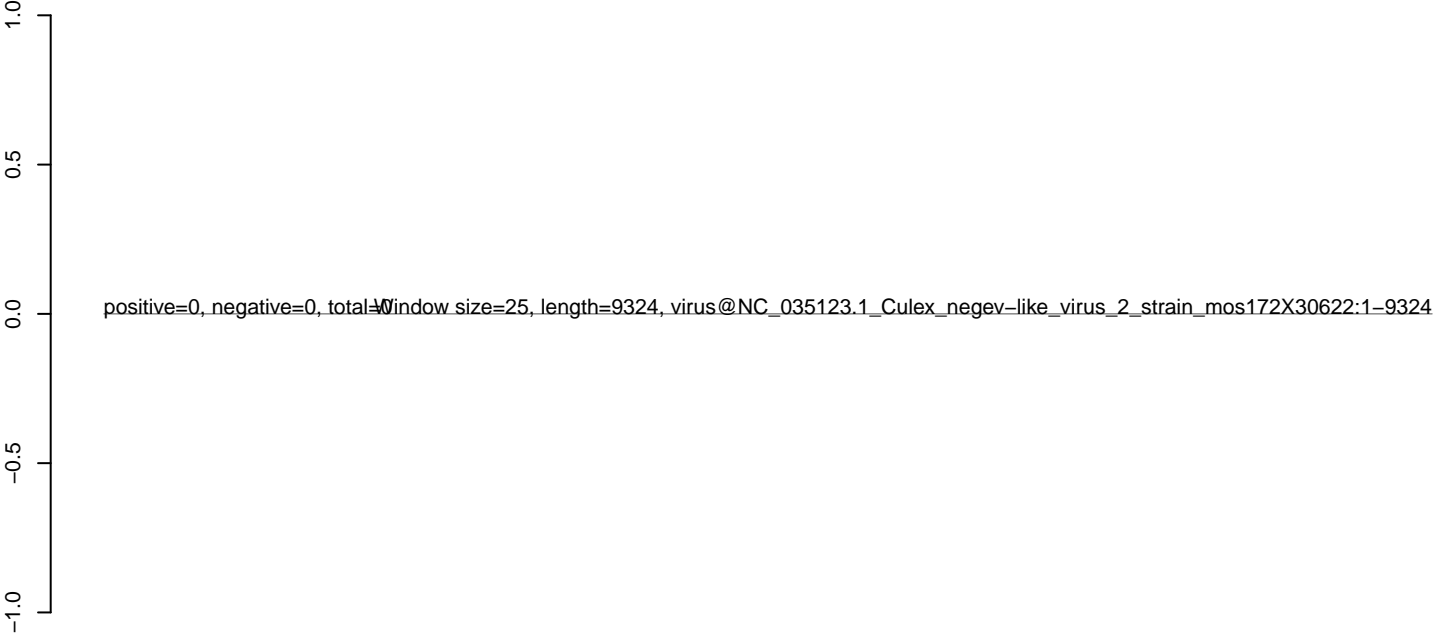 1.0
0.5
0.0
−0.5
−1.0
positive=0, negative=0, total=0
Window size=25, length=9324, virus@NC_035123.1_Culex_negev−like_virus_2_strain_mos172X30622:1−9324